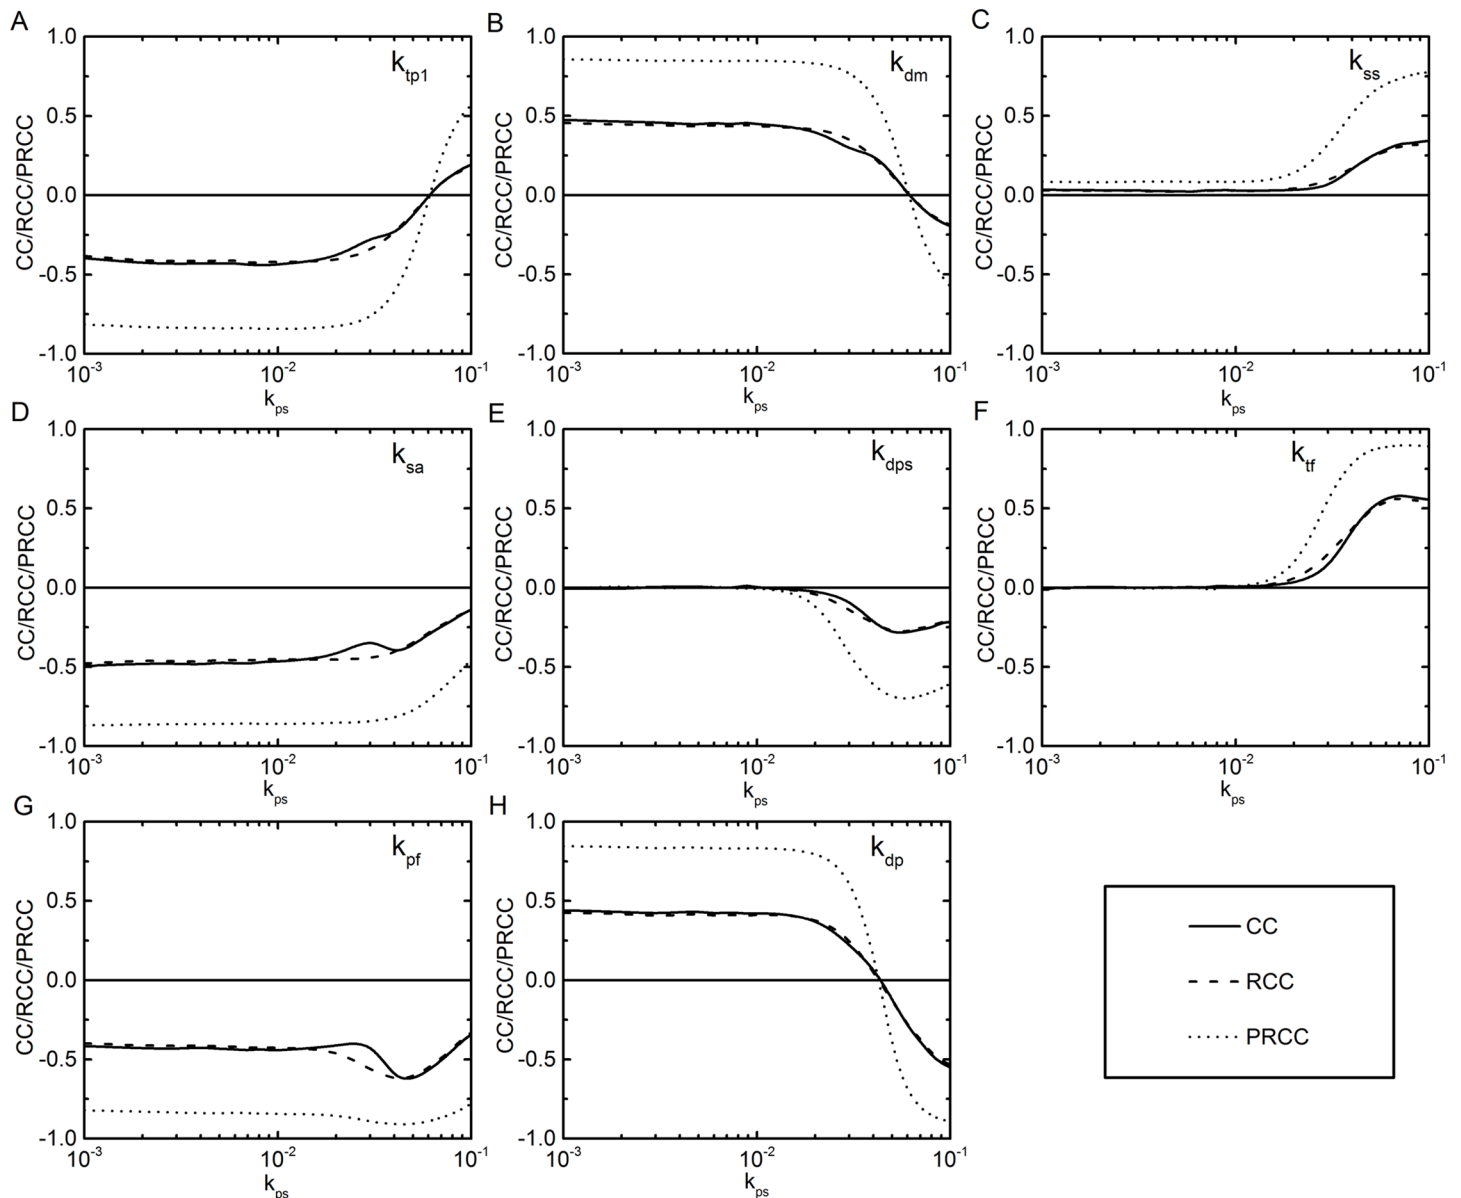 A
B
C
1.0
0.5
0.0
-0.5
-1.0
CC/RCC/PRCC
k_tp1
10^-3
10^-2
10^-1
k_ps
1.0
0.5
0.0
-0.5
-1.0
CC/RCC/PRCC
k_dm
10^-3
10^-2
10^-1
k_ps
1.0
0.5
0.0
-0.5
-1.0
CC/RCC/PRCC
k_ss
10^-3
10^-2
10^-1
k_ps
D
E
F
1.0
0.5
0.0
-0.5
-1.0
CC/RCC/PRCC
k_sa
10^-3
10^-2
10^-1
k_ps
1.0
0.5
0.0
-0.5
-1.0
CC/RCC/PRCC
k_dps
10^-3
10^-2
10^-1
k_ps
1.0
0.5
0.0
-0.5
-1.0
CC/RCC/PRCC
k_tf
10^-3
10^-2
10^-1
k_ps
G
H
1.0
0.5
0.0
-0.5
-1.0
CC/RCC/PRCC
k_pf
10^-3
10^-2
10^-1
k_ps
1.0
0.5
0.0
-0.5
-1.0
CC/RCC/PRCC
k_dp
10^-3
10^-2
10^-1
k_ps
CC
RCC
PRCC